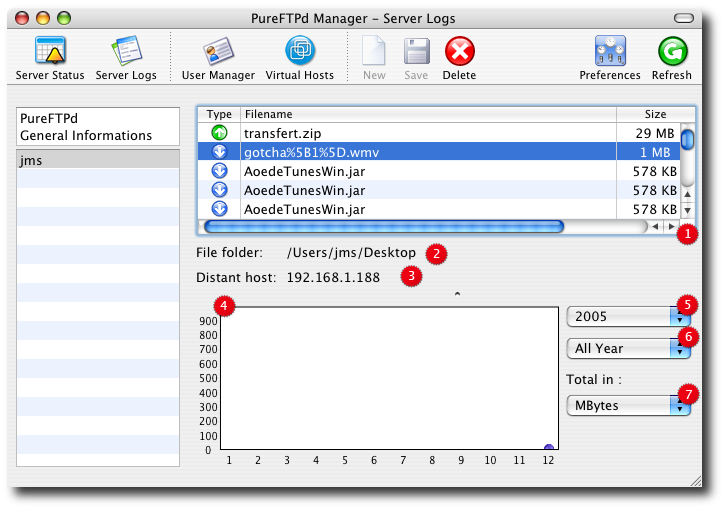 PureFTPd Manager – Server Logs
Server Status Server Logs User Manager Virtual Hosts New Save Delete Preferences Refresh
PureFTPd
General Informations
jms
Type Filename Size
transfert.zip 29 MB
gotcha%5B1%5D.wmv 1 MB
AoedeTunesWin.jar 578 KB
AoedeTunesWin.jar 578 KB
AoedeTunesWin.jar 578 KB
1
File folder: /Users/jms/Desktop 2
Distant host: 192.168.1.188 3
4
900
800
700
600
500
400
300
200
100
0
1 2 3 4 5 6 7 8 9 10 11 12
2005 5
All Year 6
Total in :
MBytes 7